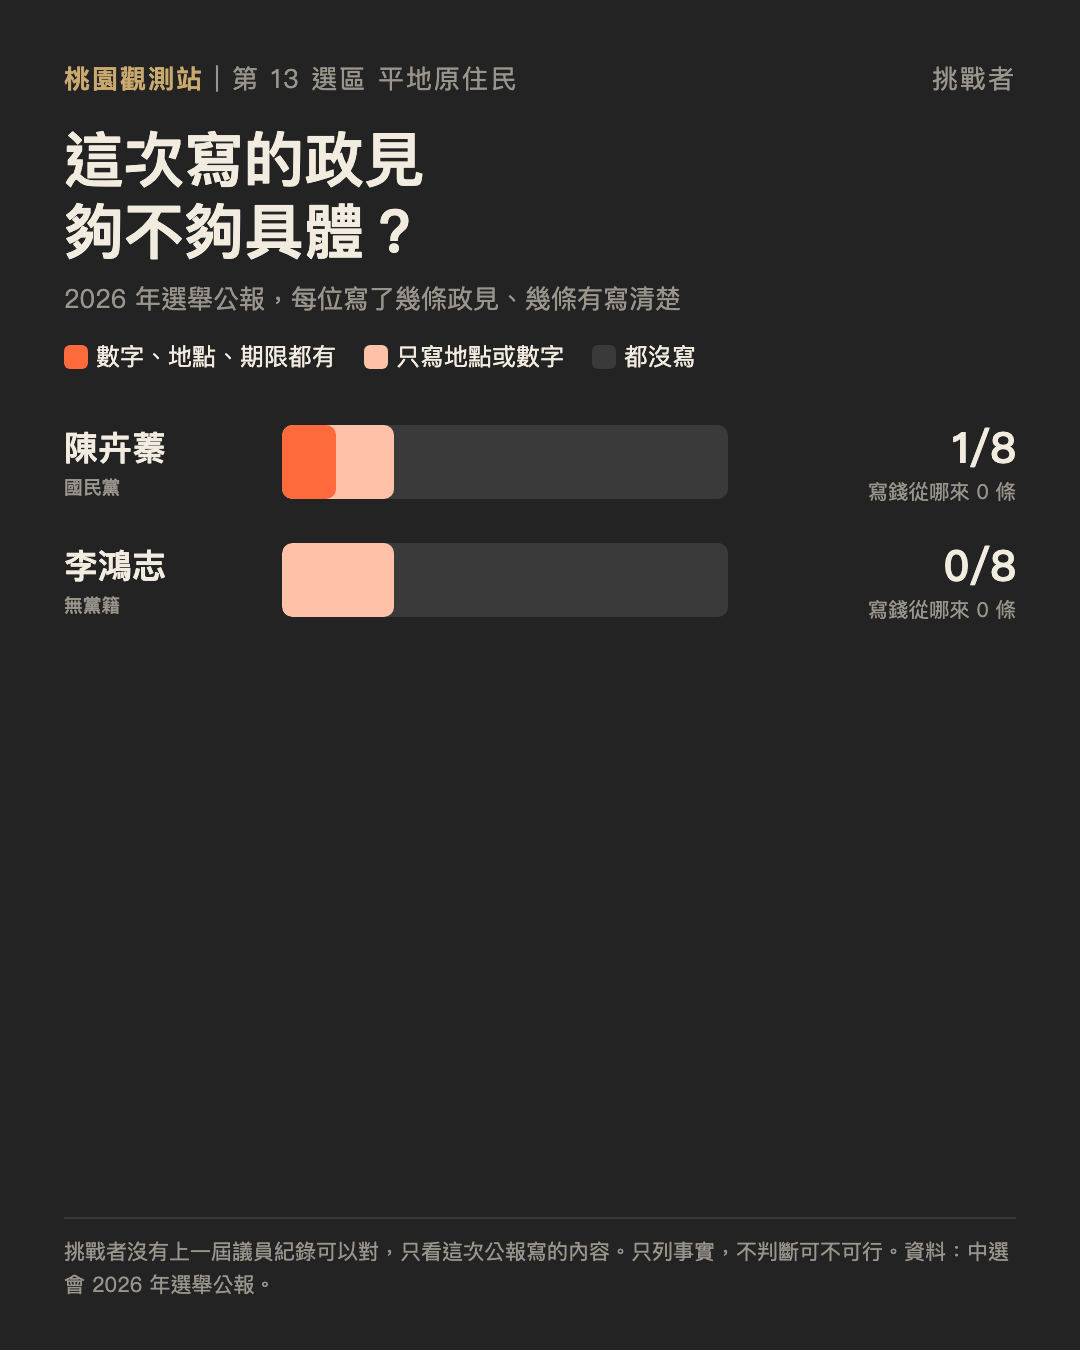 桃園觀測站｜第 13 選區 平地原住民
挑戰者
這次寫的政見
夠不夠具體？
2026 年選舉公報，每位寫了幾條政見、幾條有寫清楚
數字、地點、期限都有 只寫地點或數字 都沒寫
陳卉蓁
國民黨
1/8
寫錢從哪來 0 條
李鴻志
無黨籍
0/8
寫錢從哪來 0 條
挑戰者沒有上一屆議員紀錄可以對，只看這次公報寫的內容。只列事實，不判斷可不可行。資料：中選
會 2026 年選舉公報。